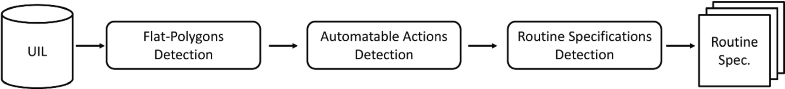 UIL
Flat-Polygons
Detection
Automatable Actions
Detection
Routine Specifications
Detection
Routine
Spec.